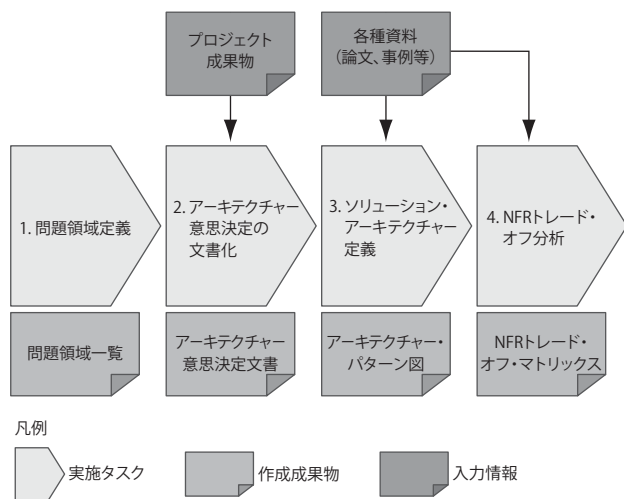 プロジェクト
成果物
各種資料
(論文、事例等)
1. 問題領域定義
2. アーキテクチャー
意思決定の
文書化
3. ソリューション・
アーキテクチャー
定義
4. NFRトレード・
オフ分析
問題領域一覧
アーキテクチャー
意思決定文書
アーキテクチャー・
パターン図
NFRトレード・
オフ・マトリックス
凡例
実施タスク
作成成果物
入力情報